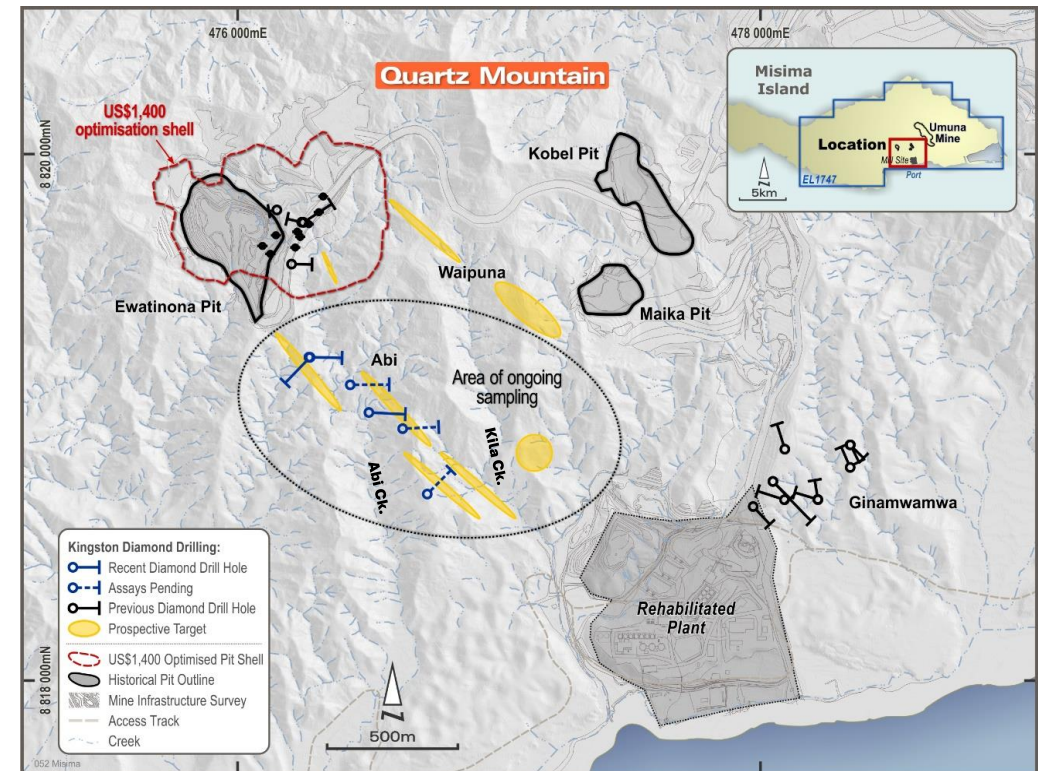 476 000mE
478 000mE
Quartz Mountain
US$1,400
optimisation shell
8 820 000mN
Kobel Pit
Misima
Island
Umuna
Mine
Location
Mill Site
EL1747
Port
N
5km
Waipuna
Ewatinona Pit
Maika Pit
Abi
Area of ongoing
sampling
Kila Ck.
Abi Ck.
Ginamwamwa
Kingston Diamond Drilling:
Recent Diamond Drill Hole
Assays Pending
Previous Diamond Drill Hole
Prospective Target
US$1,400 Optimised Pit Shell
Historical Pit Outline
Mine Infrastructure Survey
Access Track
Creek
Rehabilitated
Plant
8 818 000mN
N
500m
052 Misima